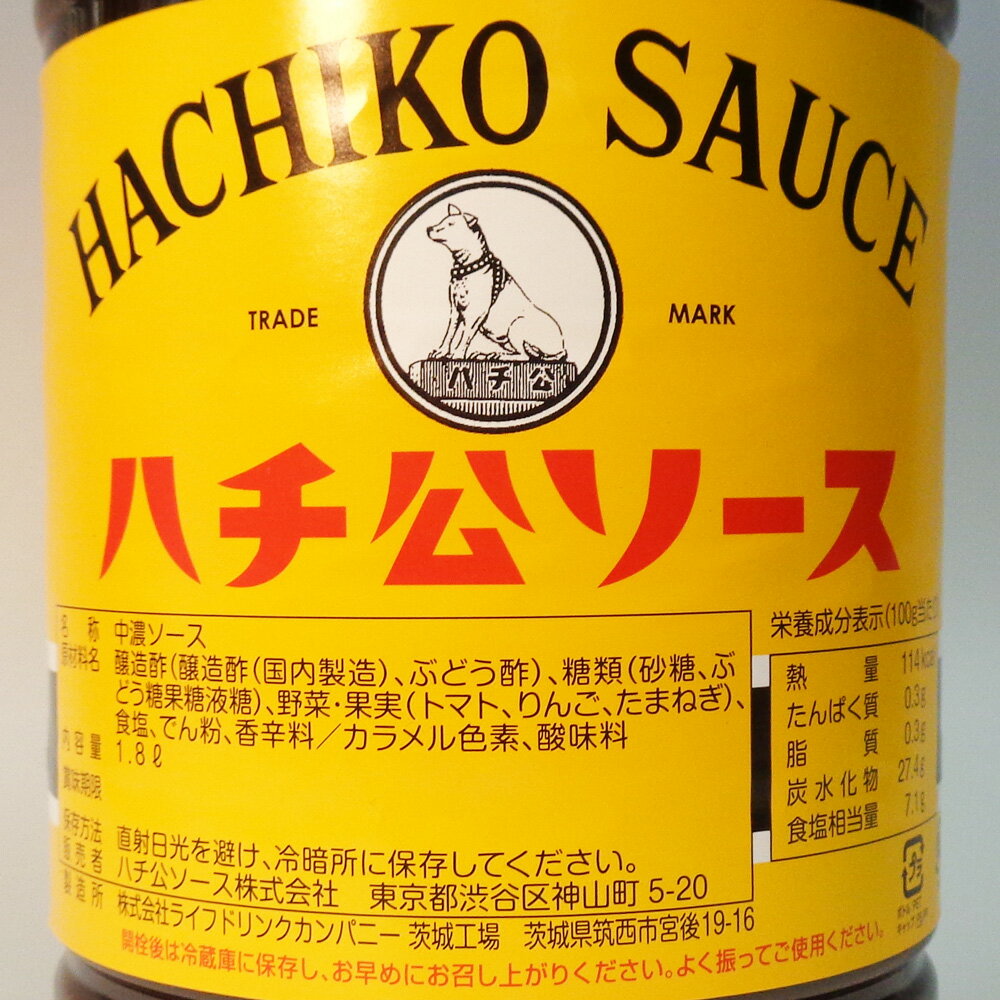 HACHIKO SAUCE
TRADE MARK
ハチ公
ハチ公ソース
名称 中濃ソース
原材料名 醸造酢(醸造酢(国内製造)、ぶどう酢)、糖類(砂糖、ぶ
どう糖果糖液糖)、野菜・果実(トマト、りんご、たまねぎ)、
食塩、でん粉、香辛料/カラメル色素、酸味料
内容量 1.8ℓ
賞味期限
保存方法 直射日光を避け、冷暗所に保存してください。
販売者 ハチ公ソース株式会社 東京都渋谷区神山町 5-20
製造所 株式会社ライフドリンクカンパニー 茨城工場 茨城県筑西市宮後19-16
開栓後は冷蔵庫に保存し、お早めにお召し上がりください。よく振ってご使用ください。
栄養成分表示(100g当た
熱量 114kcal
たんぱく質 0.3g
脂質 0.3g
炭水化物 27.4g
食塩相当量 7.1g
プラ